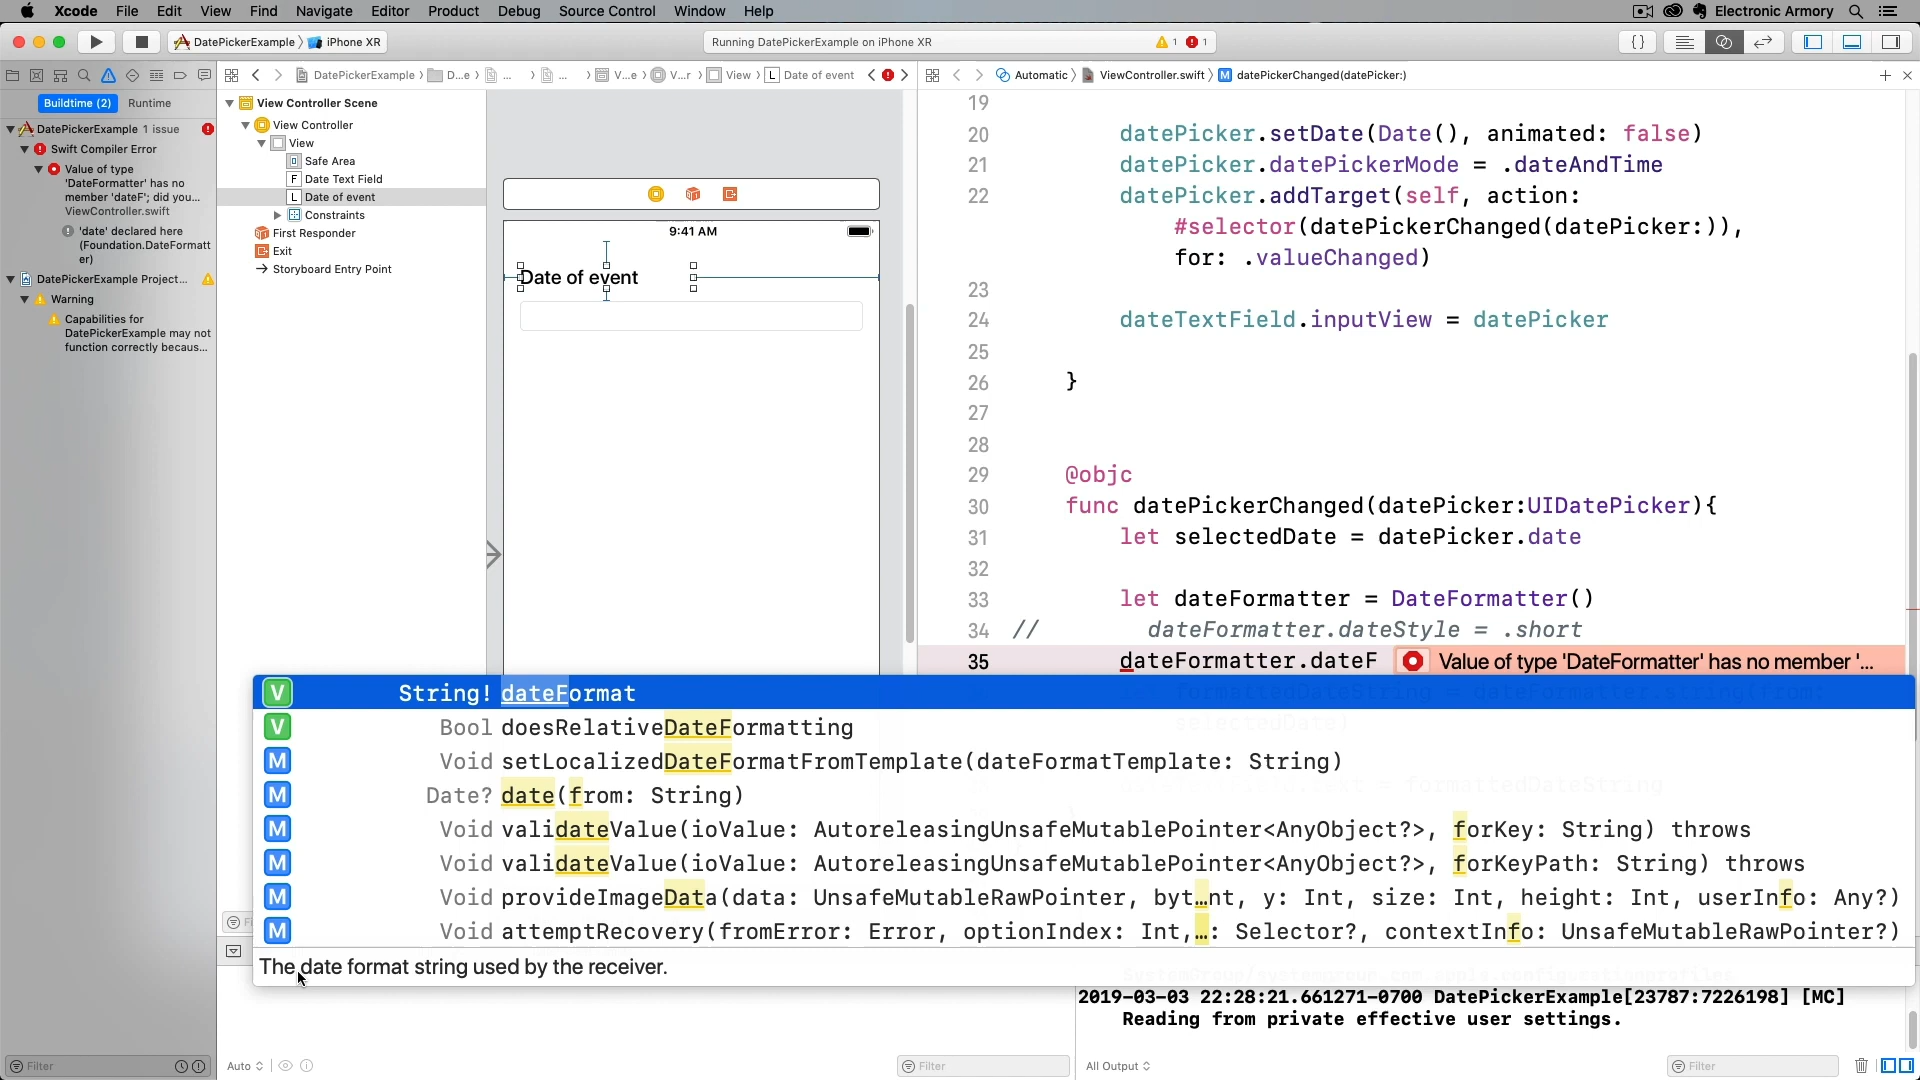 Xcode File Edit View Find Navigate Editor Product Debug Source Control Window Help Electronic Armory
DatePickerExample iPhone XR Running DatePickerExample on iPhone XR 1 1
DatePickerExample D...e ... ... V...e V...r View L Date of event
Automatic ViewController.swift M datePickerChanged(datePicker:)
Buildtime (2) Runtime
DatePickerExample 1 issue
Swift Compiler Error
Value of type
'DateFormatter' has no
member 'dateF'; did you...
ViewController.swift
'date' declared here
(Foundation.DateFormatt
er)
DatePickerExample Project...
Warning
Capabilities for
DatePickerExample may not
function correctly becaus...
Filter
View Controller Scene
View Controller
View
Safe Area
F Date Text Field
L Date of event
Constraints
First Responder
Exit
Storyboard Entry Point
9:41 AM
Date of event
19
20 datePicker.setDate(Date(), animated: false)
21 datePicker.datePickerMode = .dateAndTime
22 datePicker.addTarget(self, action:
#selector(datePickerChanged(datePicker:)),
for: .valueChanged)
23
24 dateTextField.inputView = datePicker
25
26 }
27
28
29 @objc
30 func datePickerChanged(datePicker:UIDatePicker){
31 let selectedDate = datePicker.date
32
33 let dateFormatter = DateFormatter()
34 // dateFormatter.dateStyle = .short
35 dateFormatter.dateF Value of type 'DateFormatter' has no member '...
V String! dateFormat
V Bool doesRelativeDateFormatting
M Void setLocalizedDateFormatFromTemplate(dateFormatTemplate: String)
M Date? date(from: String)
M Void validateValue(ioValue: AutoreleasingUnsafeMutablePointer<AnyObject?>, forKey: String) throws
M Void validateValue(ioValue: AutoreleasingUnsafeMutablePointer<AnyObject?>, forKeyPath: String) throws
M Void provideImageData(data: UnsafeMutableRawPointer, byt…nt, y: Int, size: Int, height: Int, userInfo: Any?)
M Void attemptRecovery(fromError: Error, optionIndex: Int,…: Selector?, contextInfo: UnsafeMutableRawPointer?)
The date format string used by the receiver.
2019-03-03 22:28:21.661271-0700 DatePickerExample[23787:7226198] [MC]
Reading from private effective user settings.
Auto Filter All Output Filter